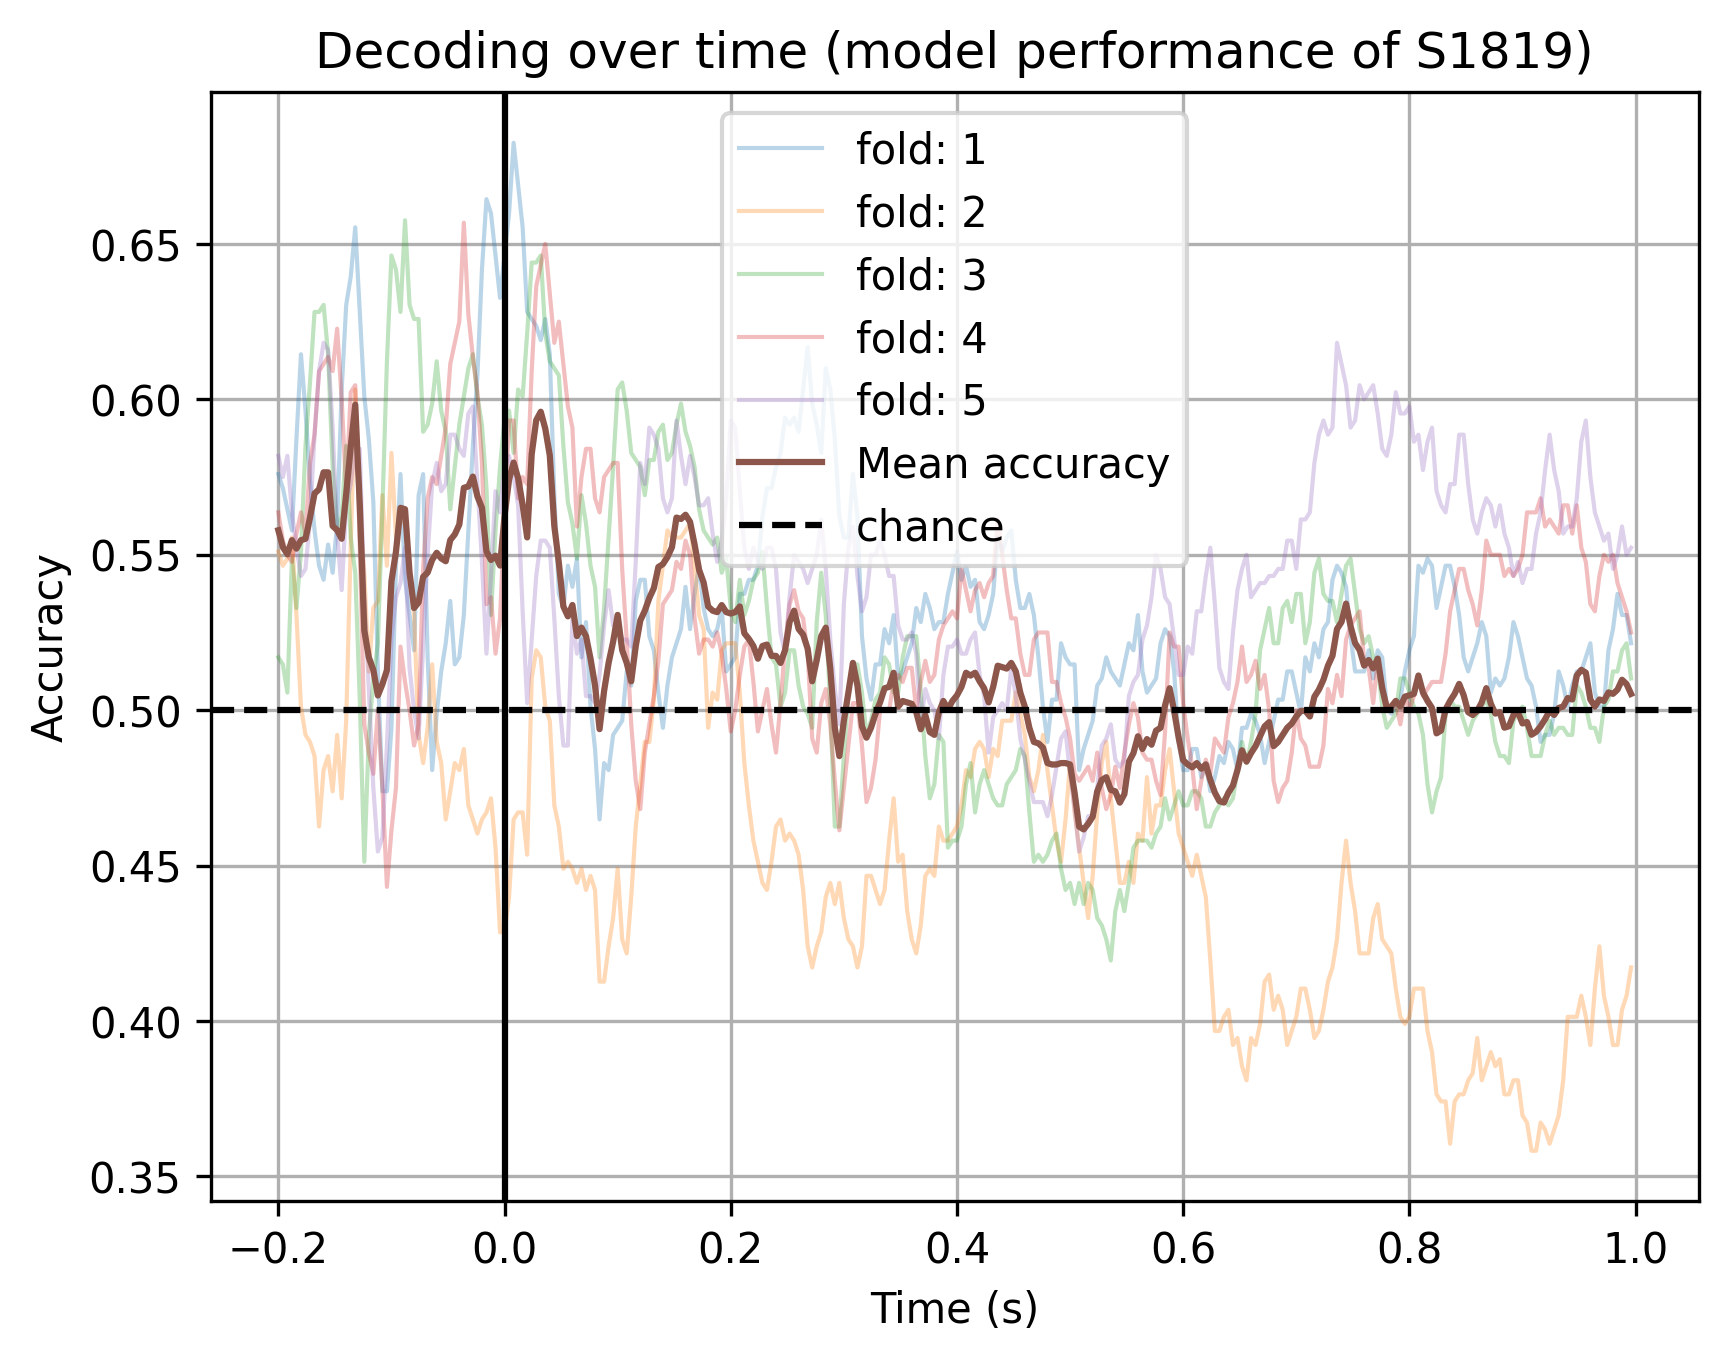 Decoding over time (model performance of S1819)
fold: 1
fold: 2
fold: 3
fold: 4
fold: 5
Mean accuracy
chance
Accuracy
0.65
0.60
0.55
0.50
0.45
0.40
0.35
−0.2 0.0 0.2 0.4 0.6 0.8 1.0
Time (s)